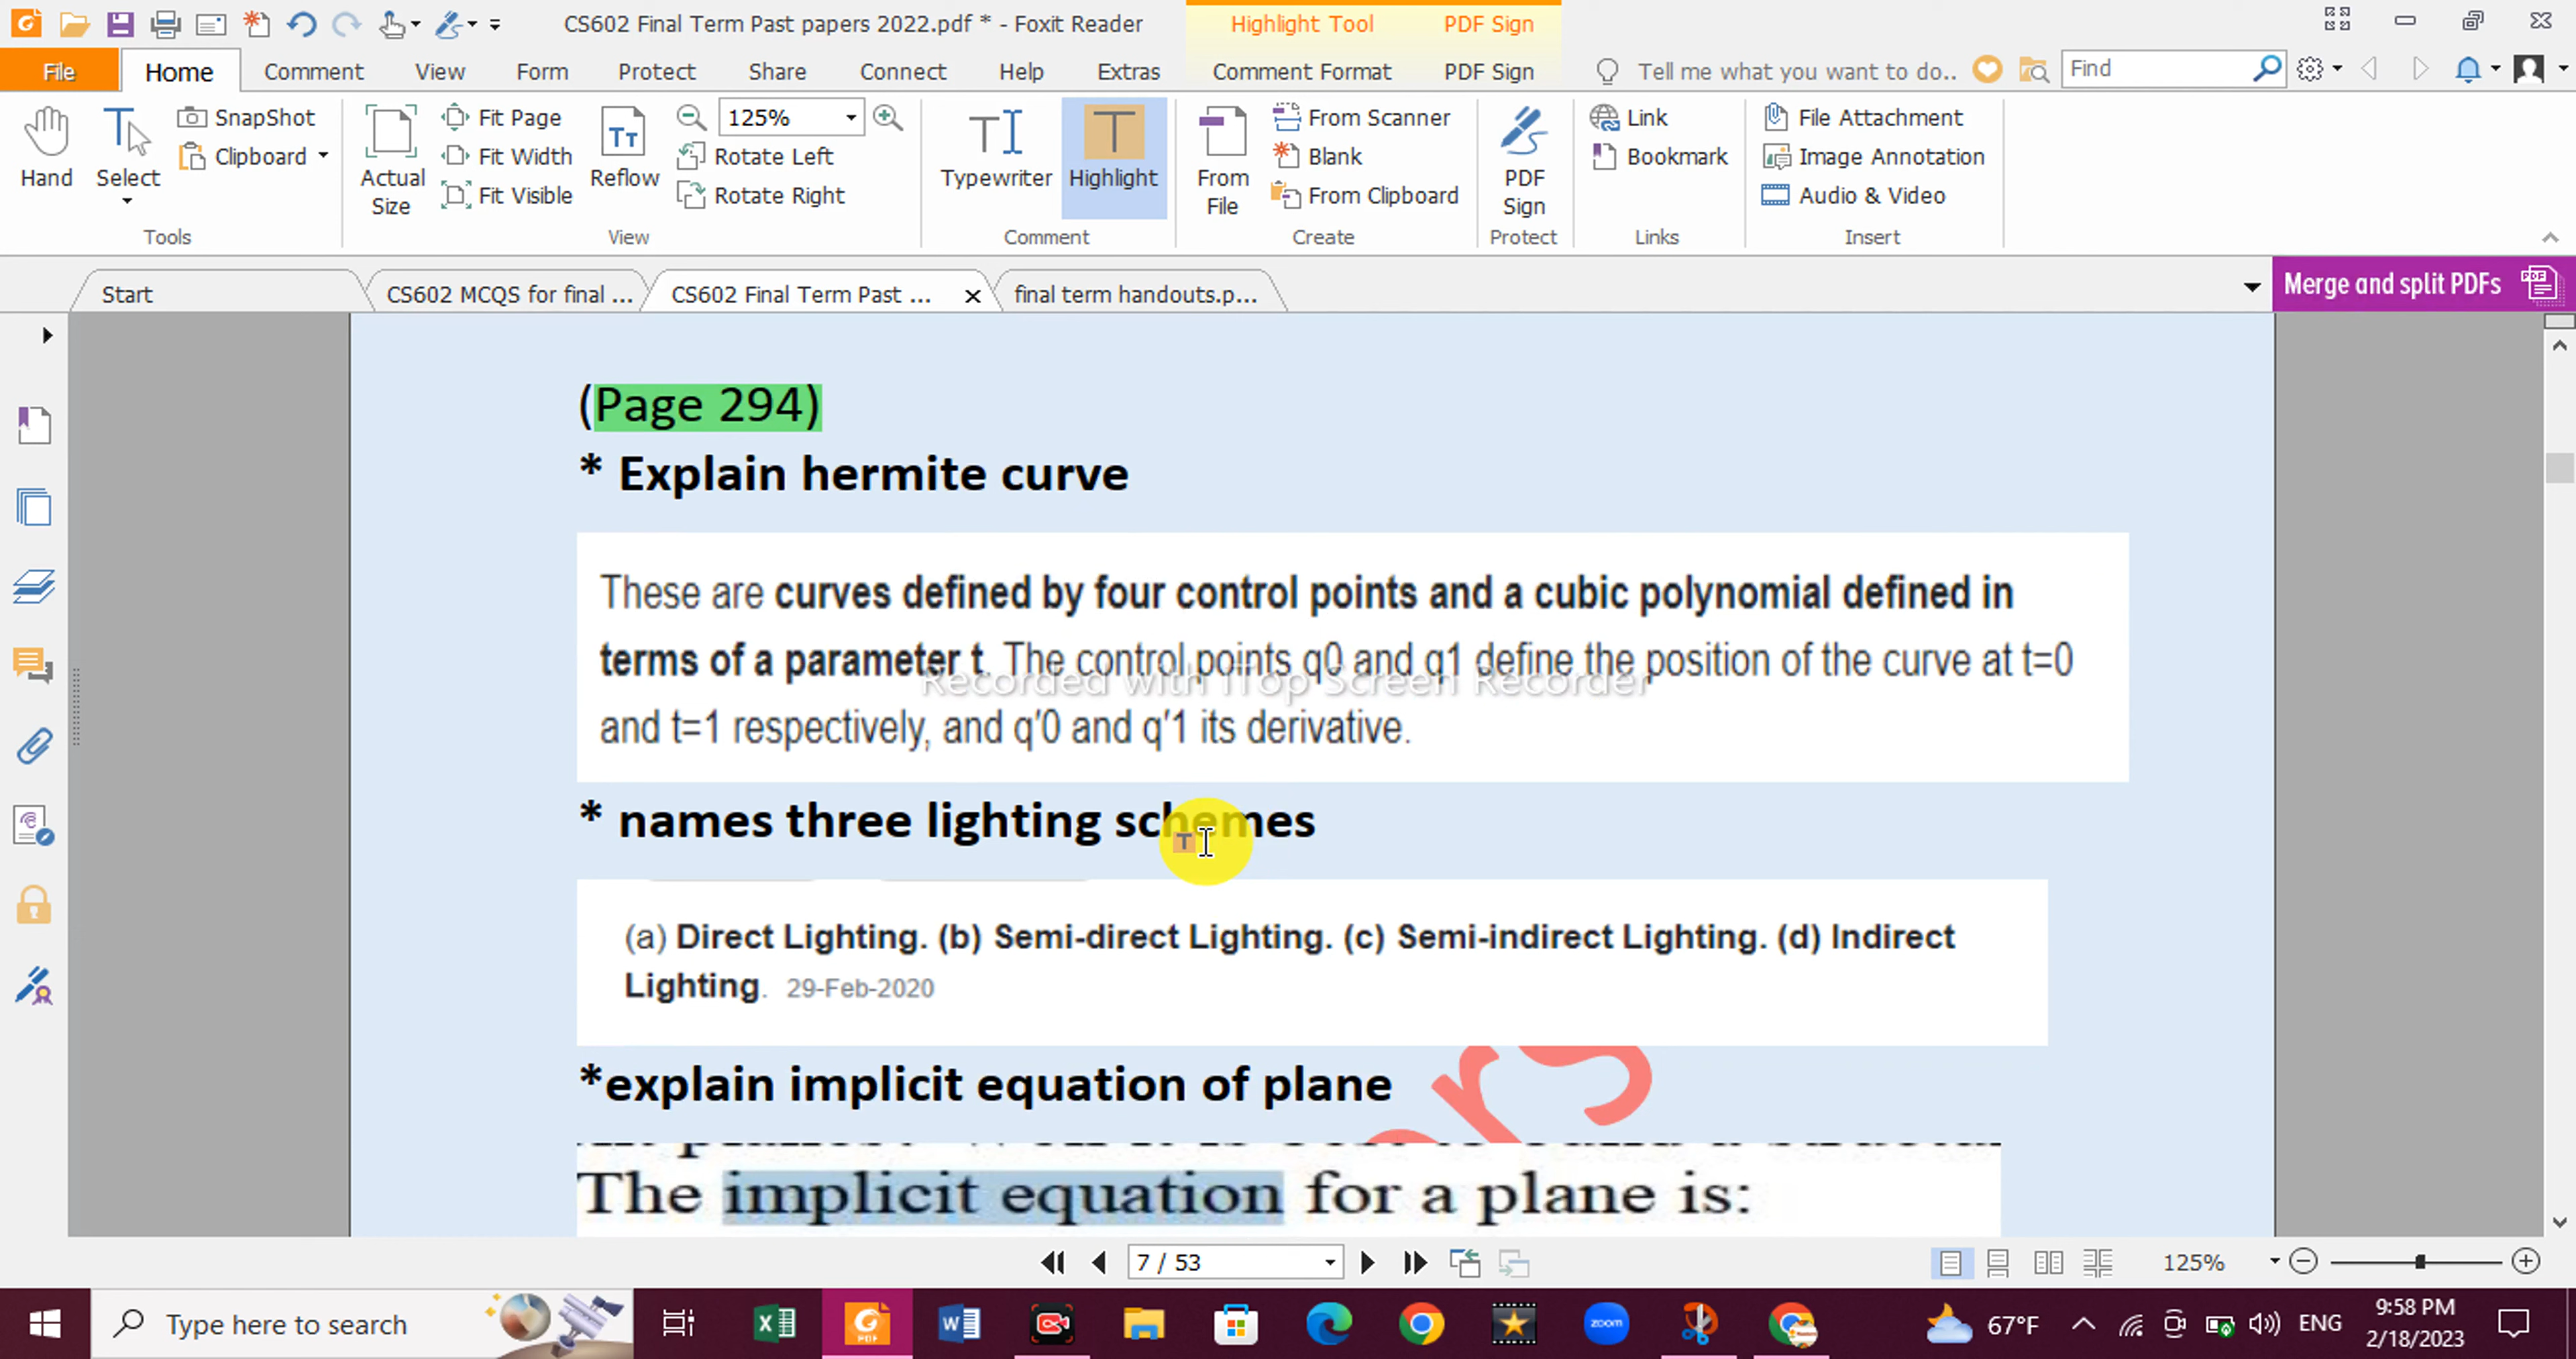 CS602 Final Term Past papers 2022.pdf * - Foxit Reader
Highlight Tool
PDF Sign
File
Home
Comment
View
Form
Protect
Share
Connect
Help
Extras
Comment Format
PDF Sign
Tell me what you want to do..
Find
Hand
Select
SnapShot
Clipboard
Actual Size
Fit Page
Fit Width
Fit Visible
Reflow
125%
Rotate Left
Rotate Right
Typewriter
Highlight
From File
From Scanner
Blank
From Clipboard
PDF Sign
Link
Bookmark
File Attachment
Image Annotation
Audio & Video
Tools
View
Comment
Create
Protect
Links
Insert
Start
CS602 MCQS for final ...
CS602 Final Term Past ...
final term handouts.p...
Merge and split PDFs
(Page 294)
* Explain hermite curve
These are curves defined by four control points and a cubic polynomial defined in
terms of a parameter t. The control points q0 and q1 define the position of the curve at t=0
Recorded with iTop Screen Recorder
and t=1 respectively, and q'0 and q'1 its derivative.
* names three lighting schemes
(a) Direct Lighting. (b) Semi-direct Lighting. (c) Semi-indirect Lighting. (d) Indirect
Lighting. 29-Feb-2020
*explain implicit equation of plane
The implicit equation for a plane is:
7 / 53
125%
Type here to search
zoom
67°F
ENG
9:58 PM
2/18/2023